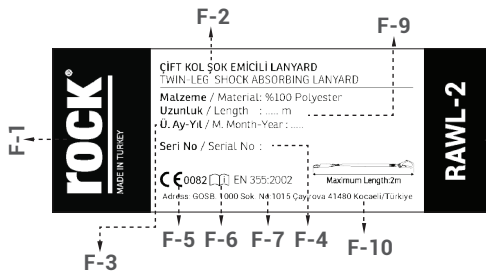 F-2
F-9
F-1
rock®
MADE IN TURKEY
ÇİFT KOL ŞOK EMİCİLİ LANYARD
TWIN-LEG SHOCK ABSORBING LANYARD
Malzeme / Material: %100 Polyester
Uzunluk / Length : ..... m
Ü. Ay-Yıl / M. Month-Year : .....
Seri No / Serial No :
Maximum Length:2m
CE 0082 EN 355:2002
Adress: GOSB. 1000 Sok. No 1015 Çayırova 41480 Kocaeli/Türkiye
RAWL-2
F-3
F-5
F-6
F-7
F-4
F-10